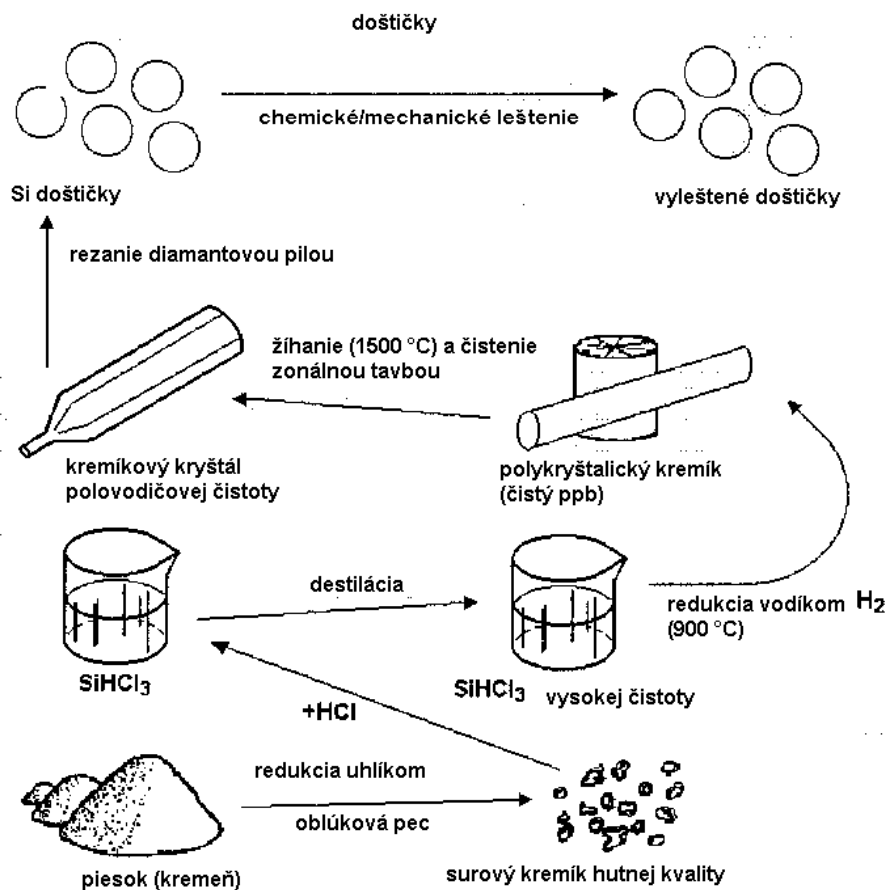 doštičky
chemické/mechanické leštenie
Si doštičky
vyleštené doštičky
rezanie diamantovou pilou
žíhanie (1500 °C) a čistenie
zonálnou tavbou
kremíkový kryštál
polovodičovej čistoty
polykryštalický kremík
(čistý ppb)
destilácia
redukcia vodíkom H2
(900 °C)
SiHCl3
SiHCl3 vysokej čistoty
+HCl
redukcia uhlíkom
oblúková pec
piesok (kremeň)
surový kremík hutnej kvality